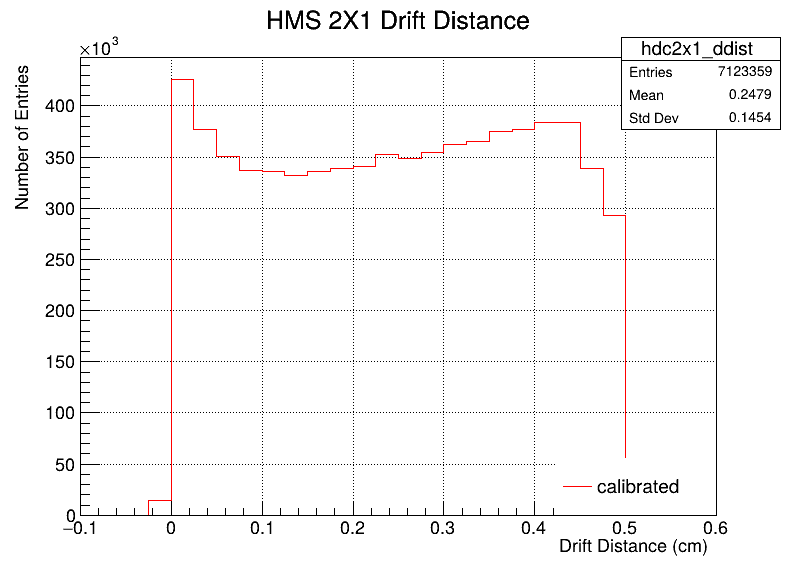 HMS 2X1 Drift Distance
×10³
hdc2x1_ddist
Entries 7123359
Mean 0.2479
Std Dev 0.1454
Number of Entries
400
350
300
250
200
150
100
50
0
calibrated
−0.1 0 0.1 0.2 0.3 0.4 0.5 0.6
Drift Distance (cm)